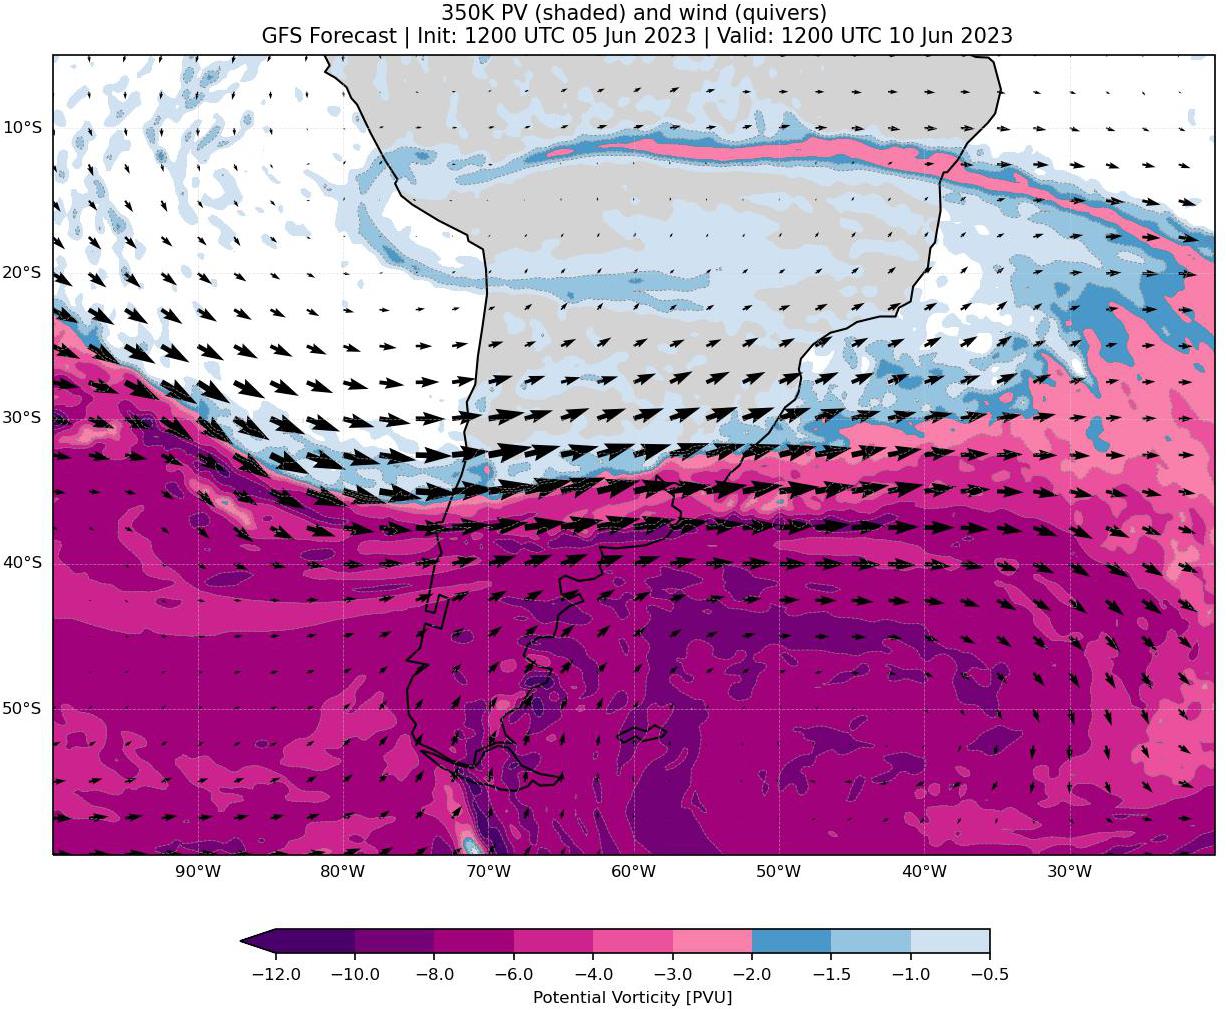 350K PV (shaded) and wind (quivers)
GFS Forecast | Init: 1200 UTC 05 Jun 2023 | Valid: 1200 UTC 10 Jun 2023
10°S
20°S
30°S
40°S
50°S
90°W 80°W 70°W 60°W 50°W 40°W 30°W
−12.0 −10.0 −8.0 −6.0 −4.0 −3.0 −2.0 −1.5 −1.0 −0.5
Potential Vorticity [PVU]